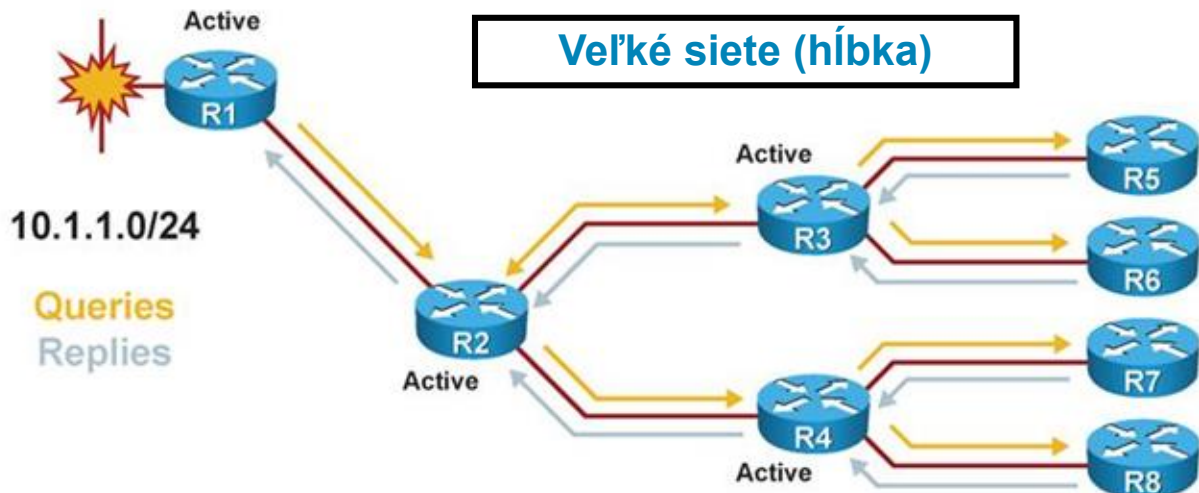 Active
Veľké siete (hĺbka)
R1
Active
R5
10.1.1.0/24
R3
R6
Queries
Replies
R2
R7
Active
R4
Active
R8